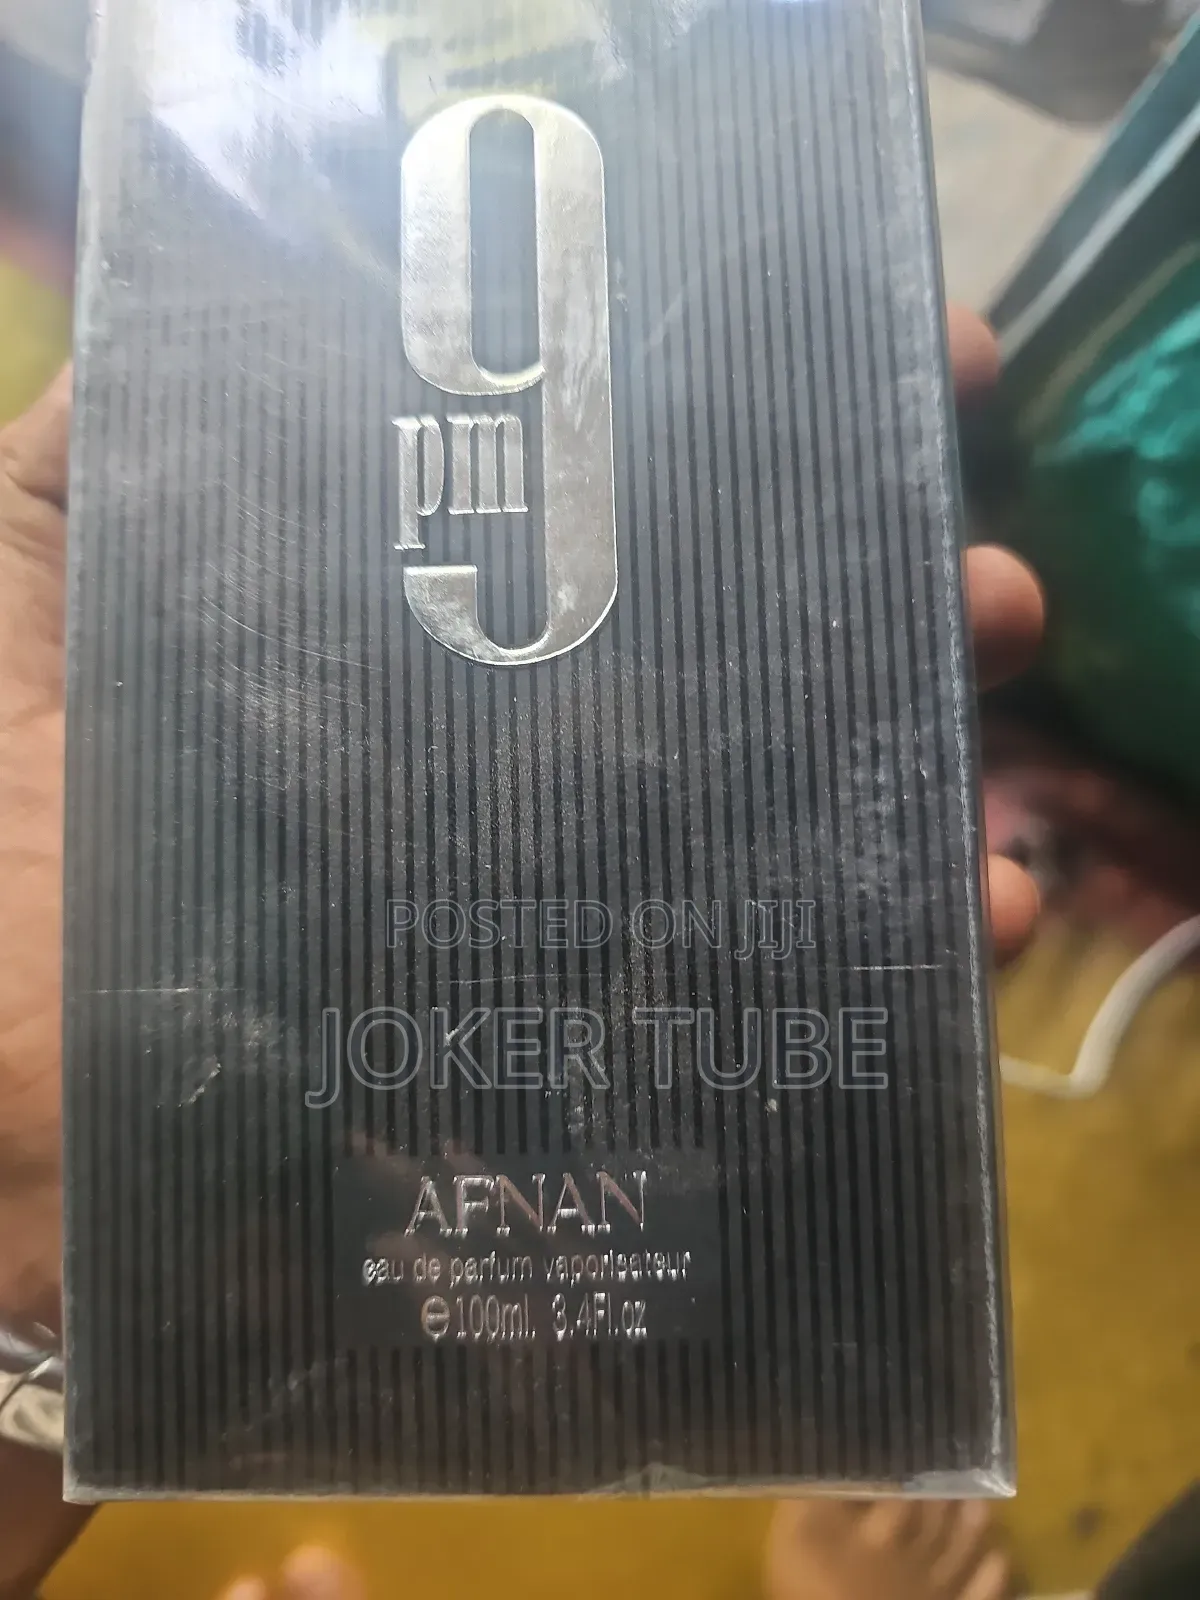 9
pm
POSTED ON JIJI
JOKER TUBE
AFNAN
eau de parfum vaporisateur
℮100ml. 3.4Fl.oz